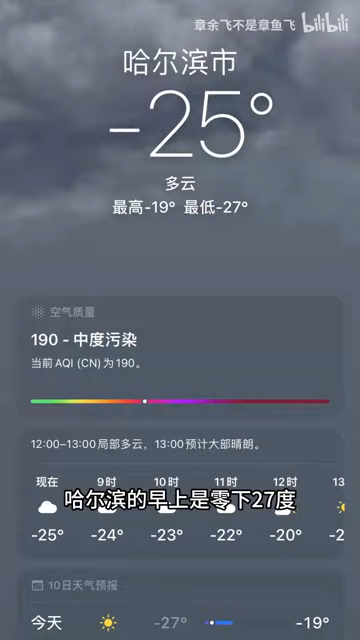 章余飞不是章鱼飞 bilibili
哈尔滨市
-25°
多云
最高-19° 最低-27°
空气质量
190 - 中度污染
当前 AQI (CN) 为 190。
12:00–13:00局部多云，13:00预计大部晴朗。
现在 9时 10时 11时 12时 13
哈尔滨的早上是零下27度
-25° -24° -23° -22° -20° -2
10日天气预报
今天 -27° -19°